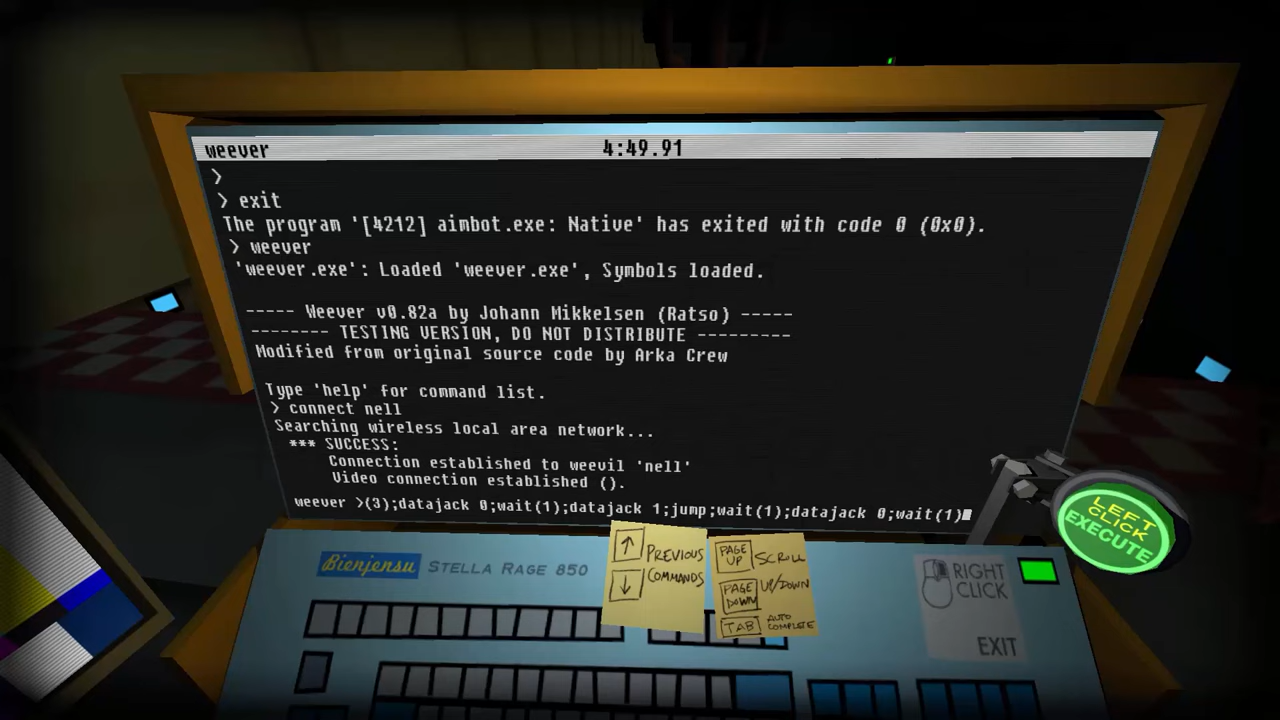 weever
4:49.91
>
> exit
The program '[4212] aimbot.exe: Native' has exited with code 0 (0x0).
> weever
'weever.exe': Loaded 'weever.exe', Symbols loaded.
----- Weever v0.82a by Johann Mikkelsen (Ratso) -----
-------- TESTING VERSION, DO NOT DISTRIBUTE ---------
Modified from original source code by Arka Crew
Type 'help' for command list.
> connect nell
Searching wireless local area network...
*** SUCCESS:
Connection established to weevil 'nell'
Video connection established ().
weever >(3);datajack 0;wait(1);datajack 1;jump;wait(1);datajack 0;wait(1)
LEFT
CLICK
EXECUTE
Bienjensu STELLA RAGE 850
↑ PREVIOUS
↓ COMMANDS
PAGE UP SCROLL
PAGE DOWN UP/DOWN
TAB AUTO COMPLETE
RIGHT
CLICK
EXIT